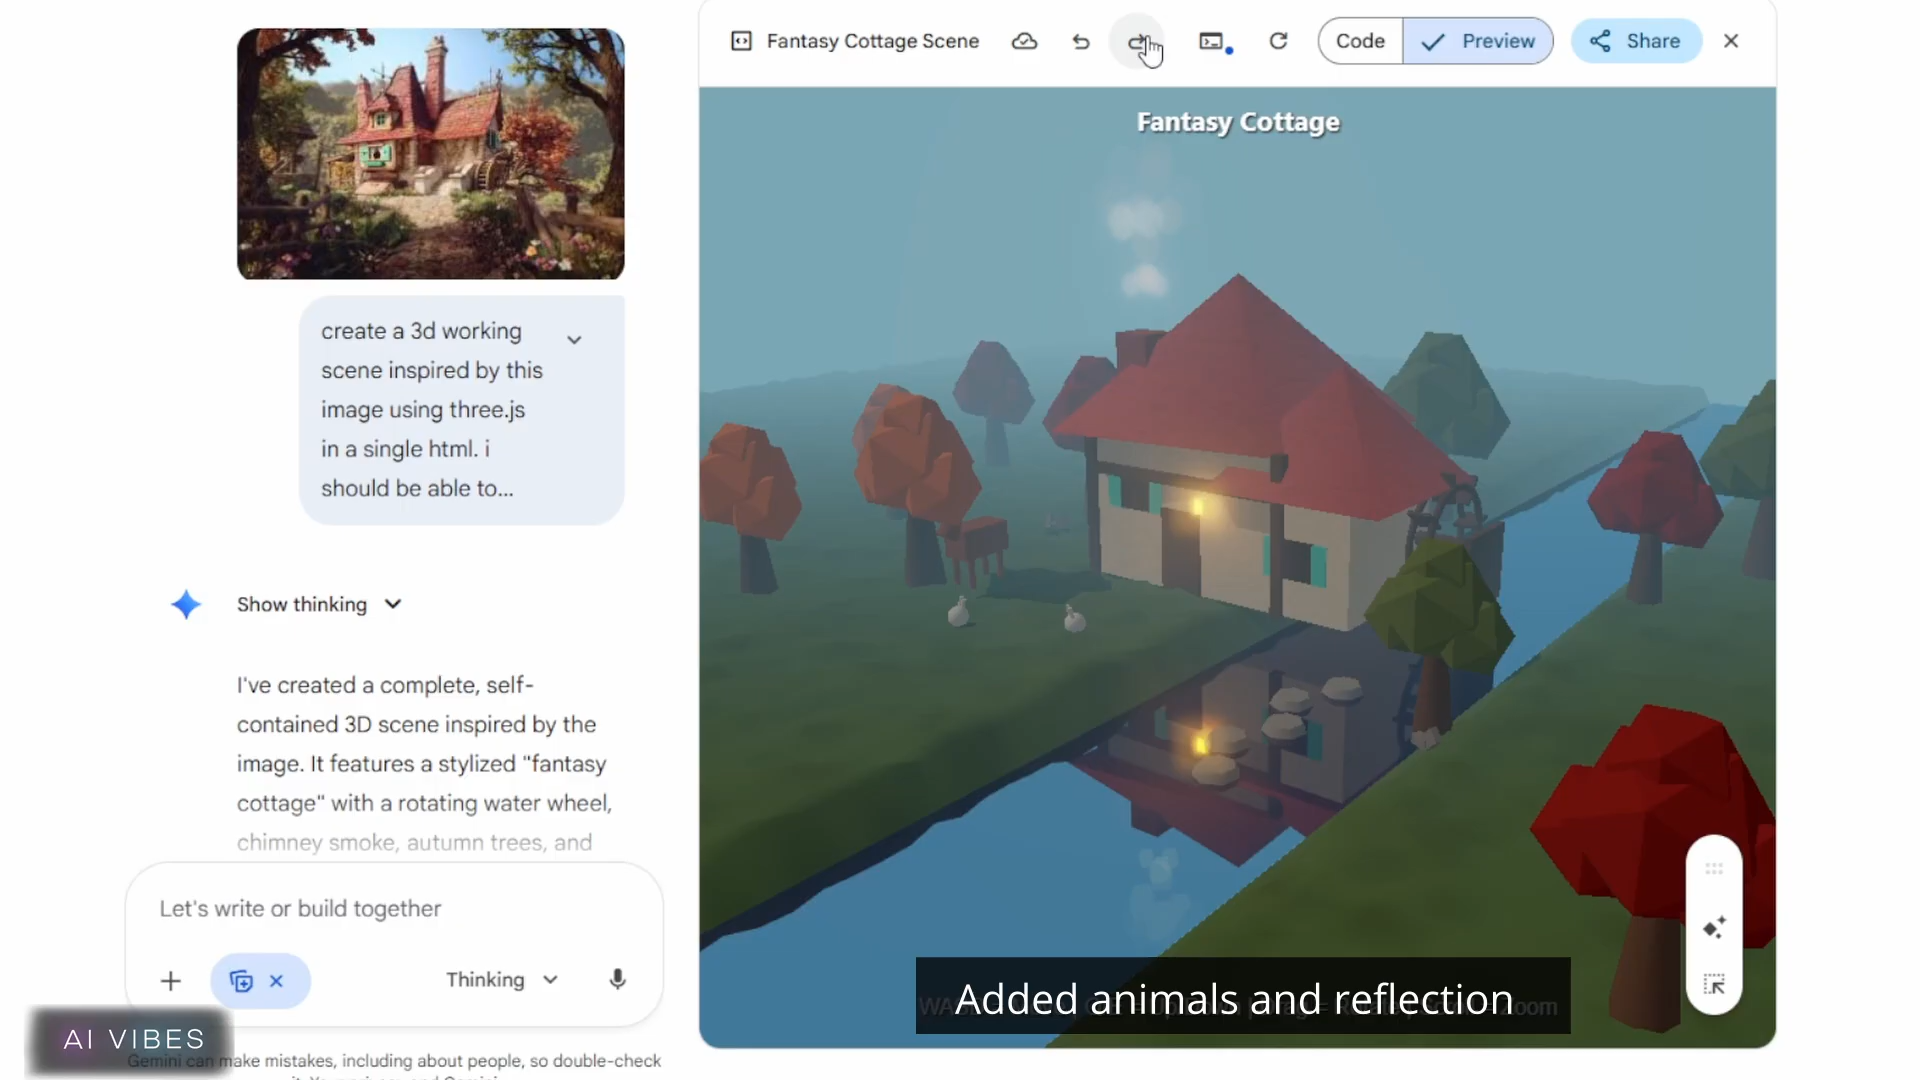 Fantasy Cottage Scene
Code
Preview
Share
create a 3d working
scene inspired by this
image using three.js
in a single html. i
should be able to...
Show thinking
I've created a complete, self-
contained 3D scene inspired by the
image. It features a stylized "fantasy
cottage" with a rotating water wheel,
chimney smoke, autumn trees, and
Let's write or build together
Thinking
AI VIBES
Gemini can make mistakes, including about people, so double-check
Fantasy Cottage
Added animals and reflection
Zoom